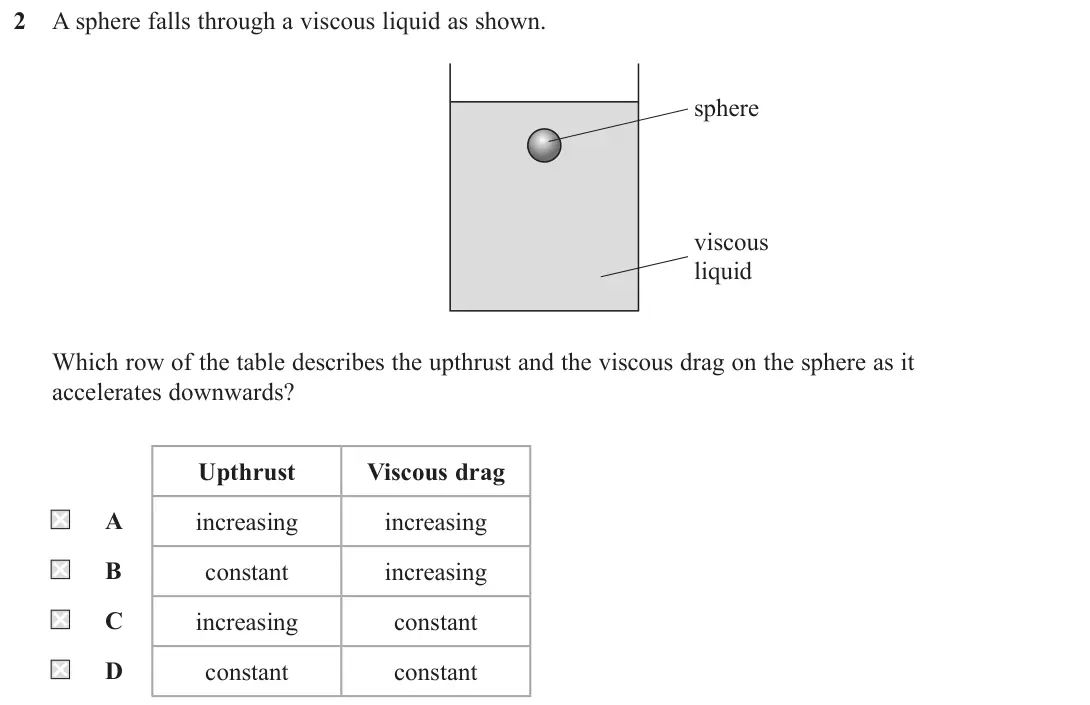 2 A sphere falls through a viscous liquid as shown.
sphere
viscous
liquid
Which row of the table describes the upthrust and the viscous drag on the sphere as it
accelerates downwards?
Upthrust Viscous drag
A increasing increasing
B constant increasing
C increasing constant
D constant constant